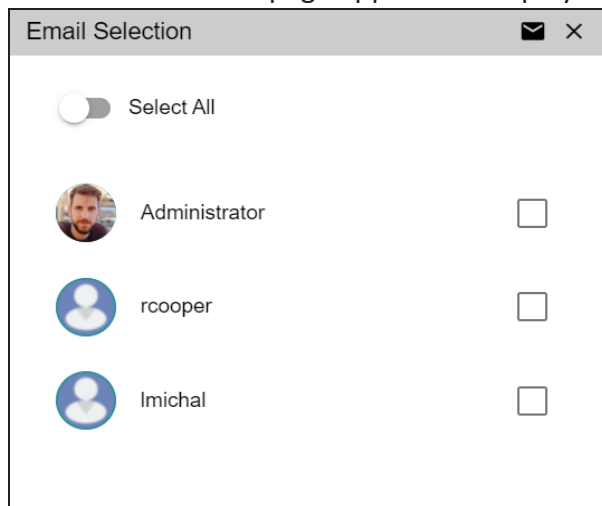 Email Selection
Select All
Administrator
rcooper
lmichal